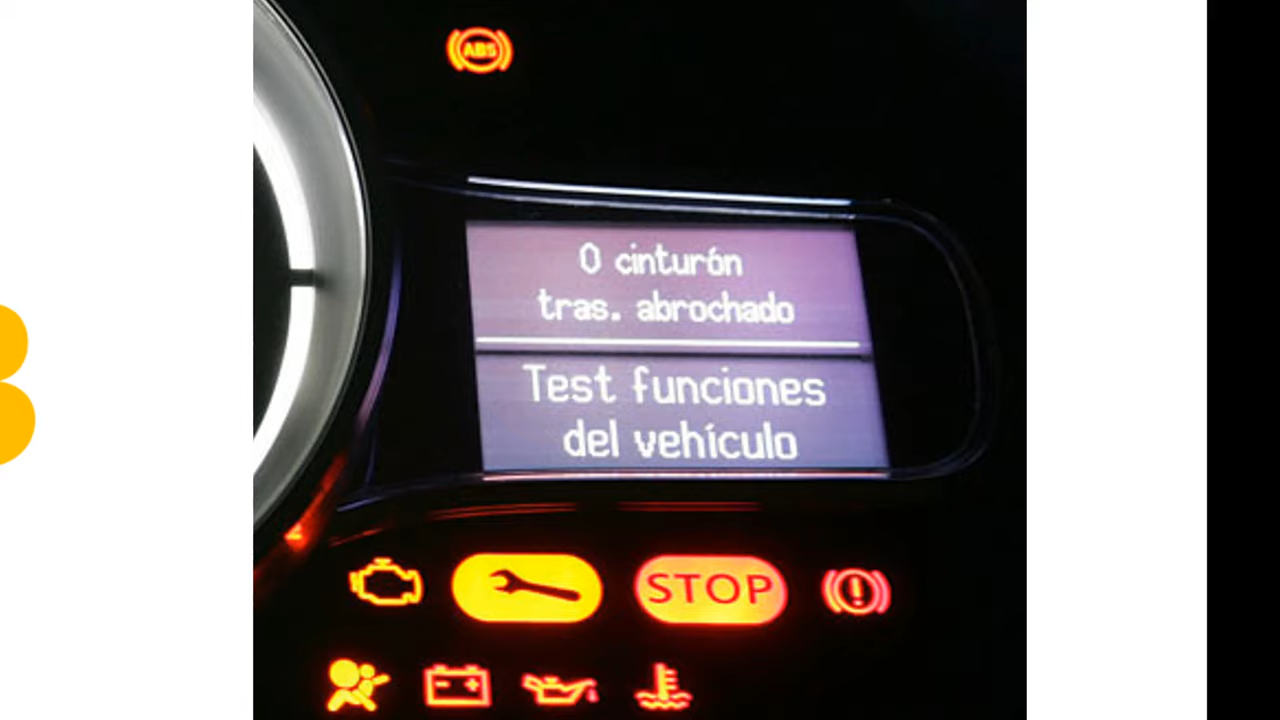 ABS
0 cinturón
tras. abrochado
Test funciones
del vehículo
STOP